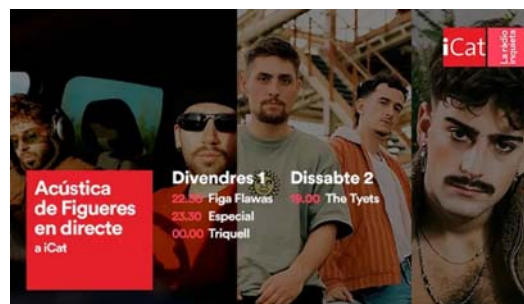 iCat
La ràdio
inquieta
Divendres 1
22.30 Figa Flawas
23.30 Especial
00.00 Triquell
Dissabte 2
19.00 The Tyets
Acústica
de Figueres
en directe
a iCat